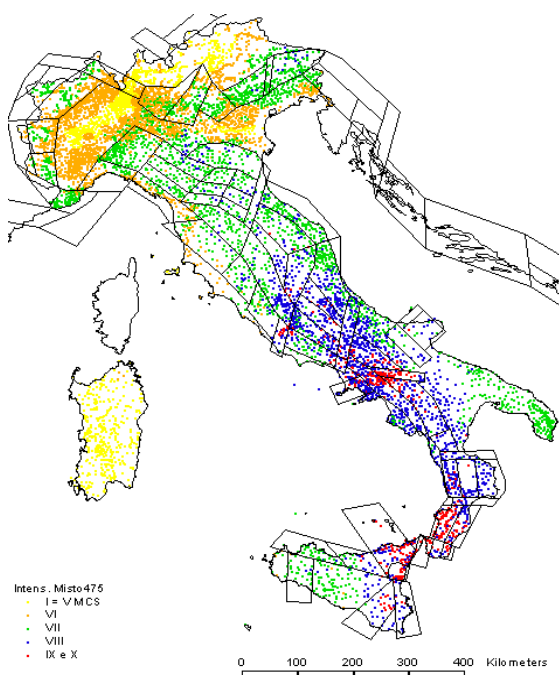 Intens. Misto475
I = V MCS
VI
VII
VIII
IX e X
0 100 200 300 400 Kilometers